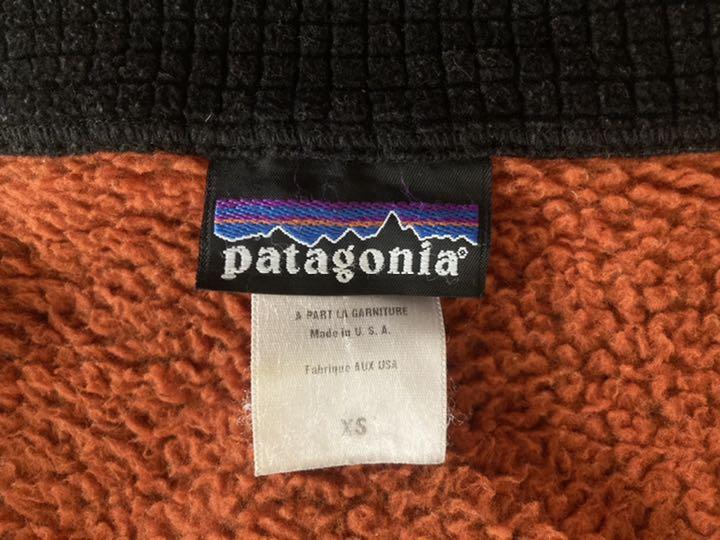 patagonia®
& PART LA GARNITURE
Made in U. S. A.
Fabrique AUX USA
XS